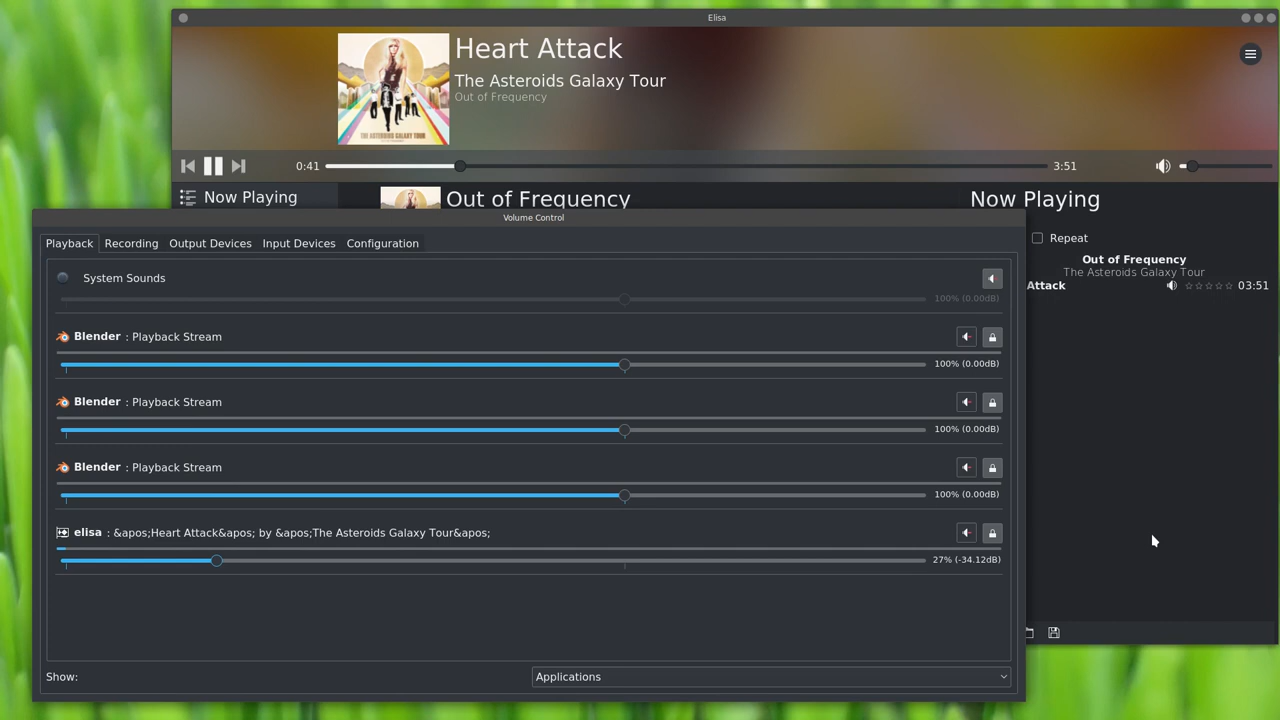 Elisa
Heart Attack
The Asteroids Galaxy Tour
Out of Frequency
THE ASTEROIDS GALAXY TOUR
0:41
3:51
Now Playing
Out of Frequency
Now Playing
Repeat
Out of Frequency
The Asteroids Galaxy Tour
Attack 03:51
Volume Control
Playback Recording Output Devices Input Devices Configuration
System Sounds
100% (0.00dB)
Blender : Playback Stream
100% (0.00dB)
Blender : Playback Stream
100% (0.00dB)
Blender : Playback Stream
100% (0.00dB)
elisa : &apos;Heart Attack&apos; by &apos;The Asteroids Galaxy Tour&apos;
27% (-34.12dB)
Show: Applications